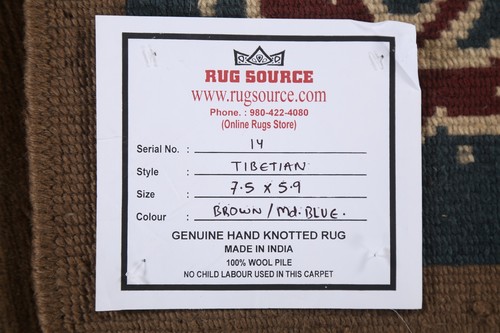 RUG SOURCE
www.rugsource.com
Phone. : 980-422-4080
(Online Rugs Store)
Serial No. : 14
Style : TIBETIAN
Size : 7.5 x 5.9
Colour : BROWN/Md.BLUE.
GENUINE HAND KNOTTED RUG
MADE IN INDIA
100% WOOL PILE
NO CHILD LABOUR USED IN THIS CARPET